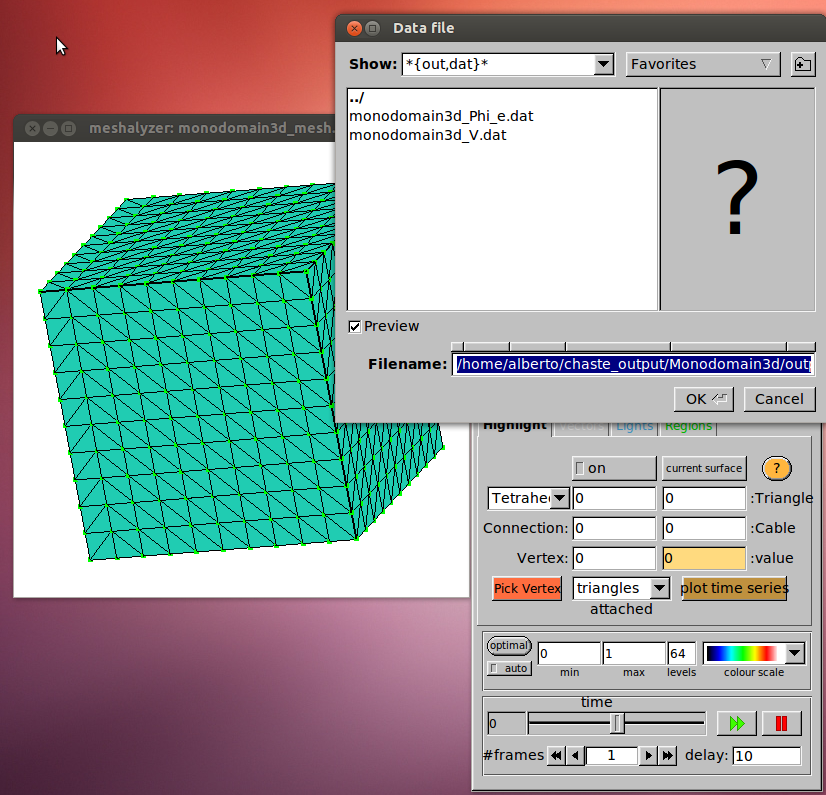 Data file
Show: *{out,dat}* Favorites
../
monodomain3d_Phi_e.dat
monodomain3d_V.dat
?
Preview
Filename: /home/alberto/chaste_output/Monodomain3d/outp
OK Cancel
meshalyzer: monodomain3d_mesh.
Highlight Vectors Lights Regions
on current surface ?
Tetrahe 0 0 :Triangle
Connection: 0 0 :Cable
Vertex: 0 0 :value
Pick Vertex triangles plot time series
attached
optimal 0 1 64
auto min max levels colour scale
time
0
#frames 1 delay: 10